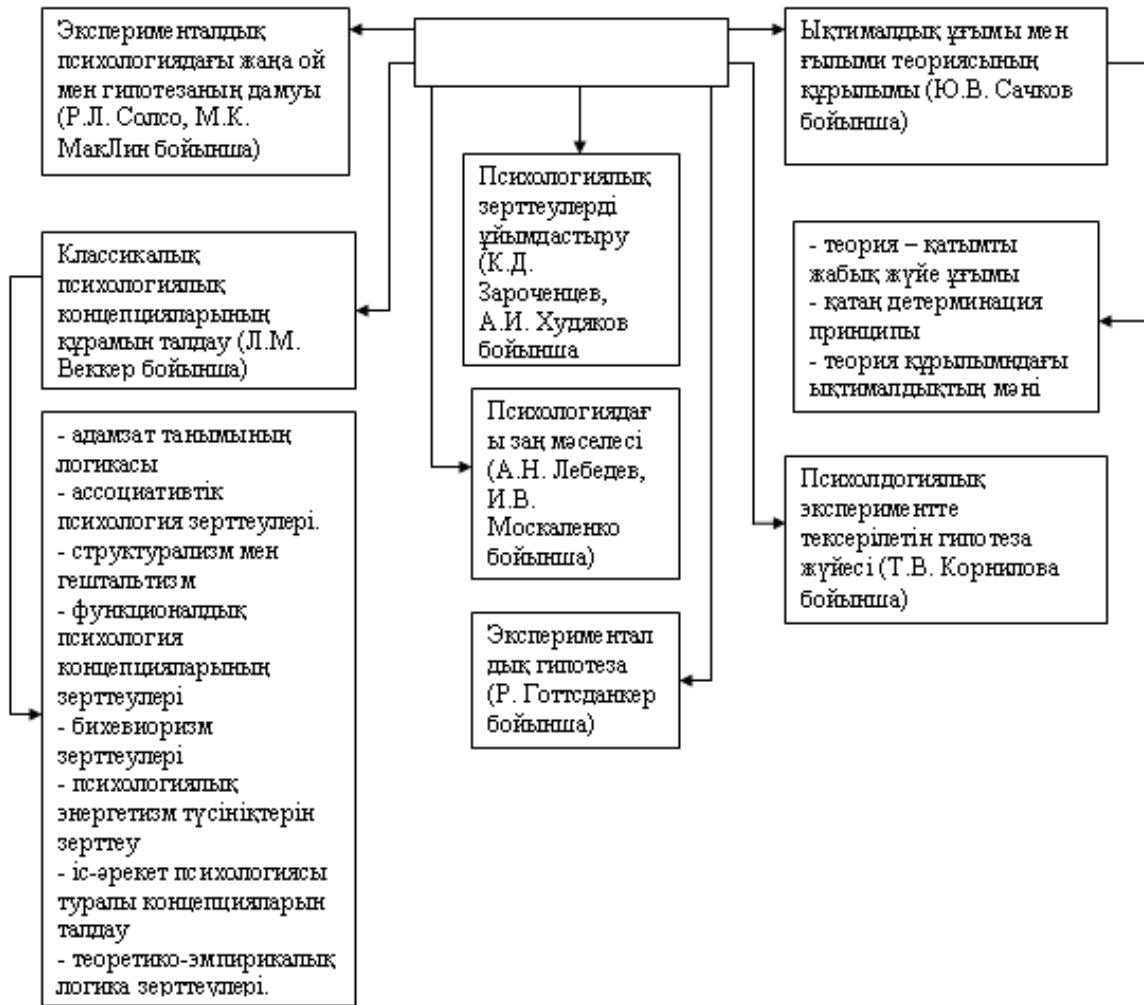 Эксперименталдық
психологиядағы жаңа ой
мен гипотезаның дамуы
(Р.Л. Солсо, М.К.
МакЛин бойынша)
Ықтималдық ұғымы мен
ғылыми теориясының
құрылымы (Ю.В. Сачков
бойынша)
Психологиялық
зерттеулерді
ұйымдастыру
(К.Д.
Зароченцев,
А.И. Худяков
бойынша
Классикалық
психологиялық
концепцияларының
құрамын талдау (Л.М.
Веккер бойынша)
- теория – қатымты
жабық жүйе ұғымы
- қатаң детерминация
принципы
- теория құрылымндағы
ықтималдықтың мәні
- адамзат танымының
логикасы
- ассоциативтік
психология зерттеулері.
- структурализм мен
гештальтизм
- функционалдық
психология
концепцияларының
зерттеулері
- бихевиоризм
зерттеулері
- психологиялық
энергетизм түсініқтерін
зерттеу
- іс-әрекет психологиясы
туралы концепцияларын
талдау
- теоретико-эмпирикалық
логика зерттеулері.
Психологиядағ
ы заң мәселесі
(А.Н. Лебедев,
И.В.
Москаленко
бойынша)
Психолдогиялық
экспериментте
тексерілетін гипотеза
жүйесі (Т.В. Корнилова
бойынша)
Эксперимента­л
дық гипотеза
(Р. Готтсданкер
бойынша)